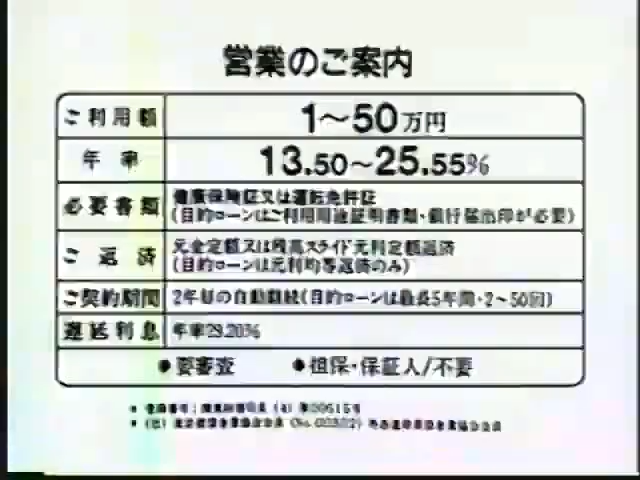 営業のご案内
ご利用額 1～50万円
年率 13.50～25.55%
必要書類 健康保険証又は運転免許証
(目的ローンはご利用用途証明書類・銀行届出印が必要)
ご返済 元金定額又は残高スライド元利定額返済
(目的ローンは元利均等返済のみ)
ご契約期間 2年毎の自動継続(目的ローンは最長5年間・2～50回)
遅延利息 年率29.20%
●要審査 ●担保・保証人/不要